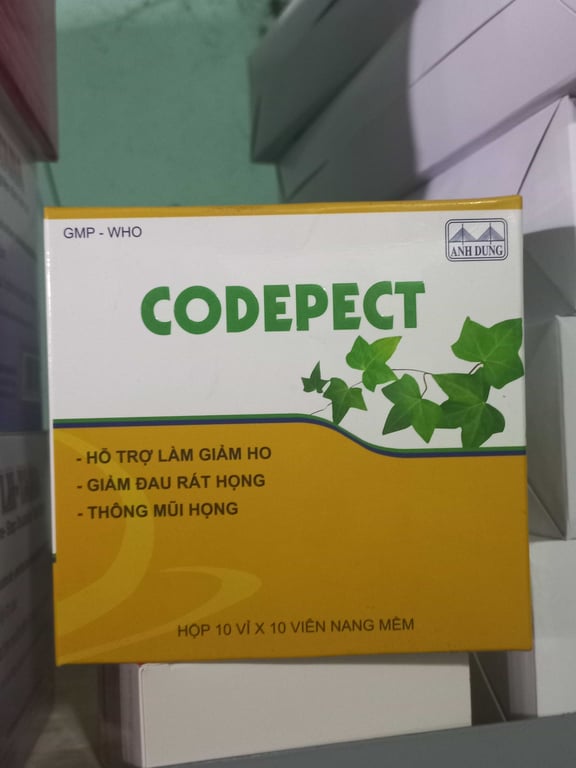 GMP - WHO
ANH DUNG
CODEPECT
- HỖ TRỢ LÀM GIẢM HO
- GIẢM ĐAU RÁT HỌNG
- THÔNG MŨI HỌNG
HỘP 10 VỈ X 10 VIÊN NANG MỀM